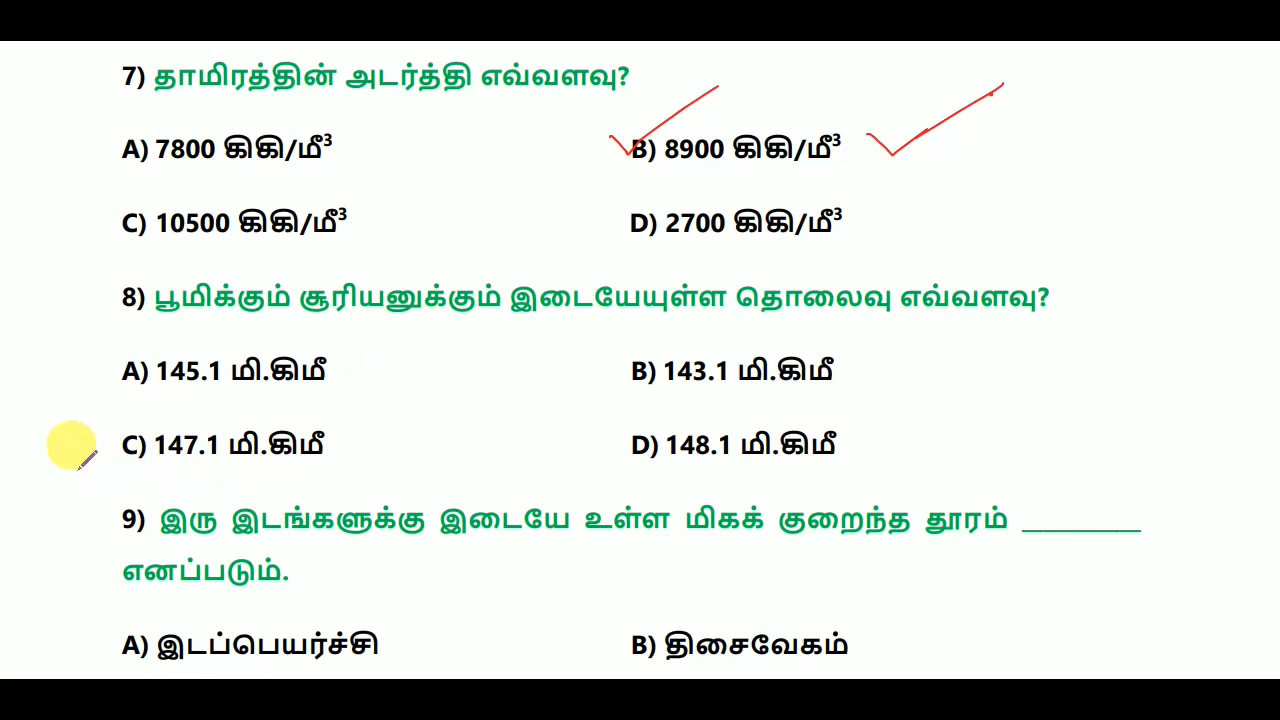 7) தாமிரத்தின் அடர்த்தி எவ்வளவு?
A) 7800 கிகி/மீ³ B) 8900 கிகி/மீ³
C) 10500 கிகி/மீ³ D) 2700 கிகி/மீ³
8) பூமிக்கும் சூரியனுக்கும் இடையேயுள்ள தொலைவு எவ்வளவு?
A) 145.1 மி.கிமீ B) 143.1 மி.கிமீ
C) 147.1 மி.கிமீ D) 148.1 மி.கிமீ
9) இரு இடங்களுக்கு இடையே உள்ள மிகக் குறைந்த தூரம் _________
எனப்படும்.
A) இடப்பெயர்ச்சி B) திசைவேகம்